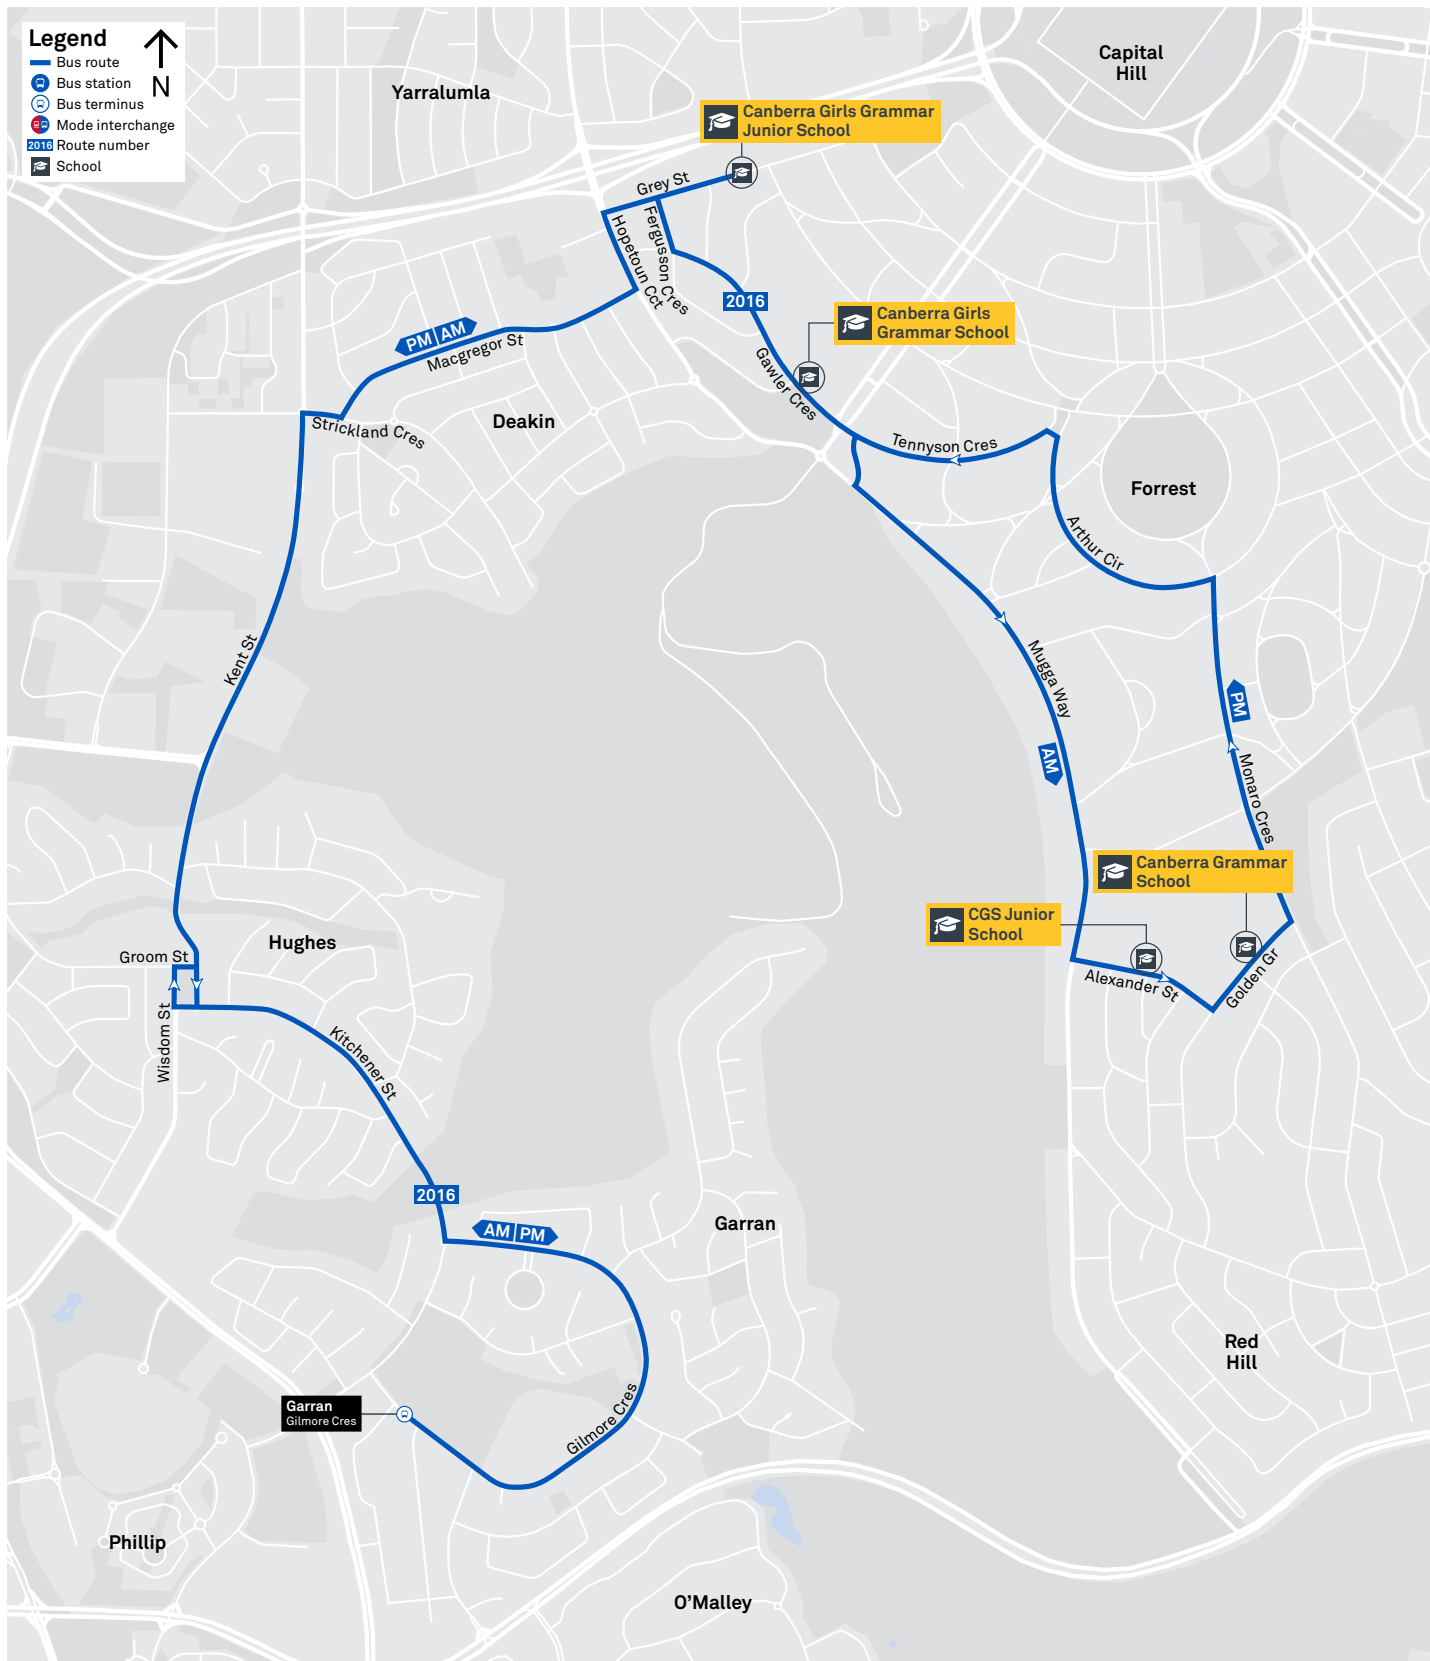 Legend
N
Bus route
Bus station
Bus terminus
Mode interchange
2016 Route number
School
Yarralumla
Capital
Hill
Canberra Girls Grammar
Junior School
Grey St
Fergusson Cres
Hopetoun Cct
2016
Canberra Girls
Grammar School
PM AM
Macgregor St
Gawler Cres
Strickland Cres
Deakin
Tennyson Cres
Forrest
Arthur Cir
Kent St
Mugga Way
PM
AM
Monaro Cres
Canberra Grammar
School
CGS Junior
School
Alexander St
Golden Gr
Hughes
Groom St
Wisdom St
Kitchener St
2016
AM PM
Garran
Red
Hill
Garran
Gilmore Cres
Gilmore Cres
Phillip
O'Malley